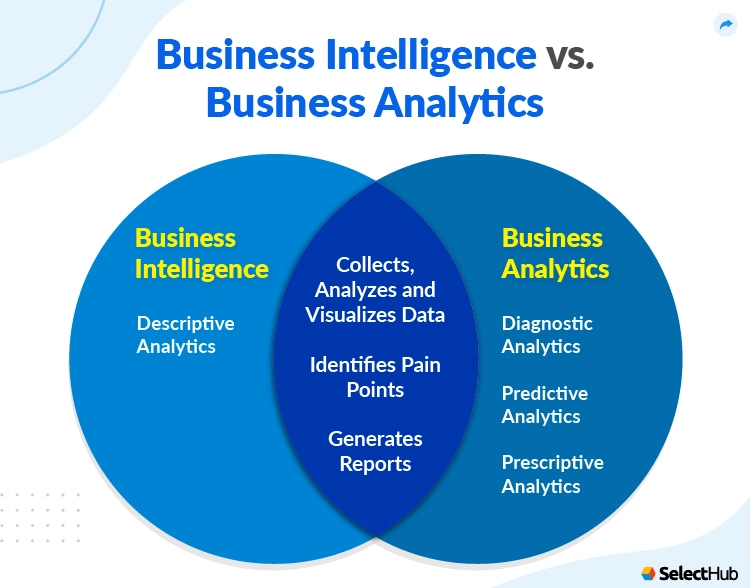 Business Intelligence vs.
Business Analytics
Business
Intelligence
Descriptive
Analytics
Collects,
Analyzes and
Visualizes Data
Identifies Pain
Points
Generates
Reports
Business
Analytics
Diagnostic
Analytics
Predictive
Analytics
Prescriptive
Analytics
SelectHub